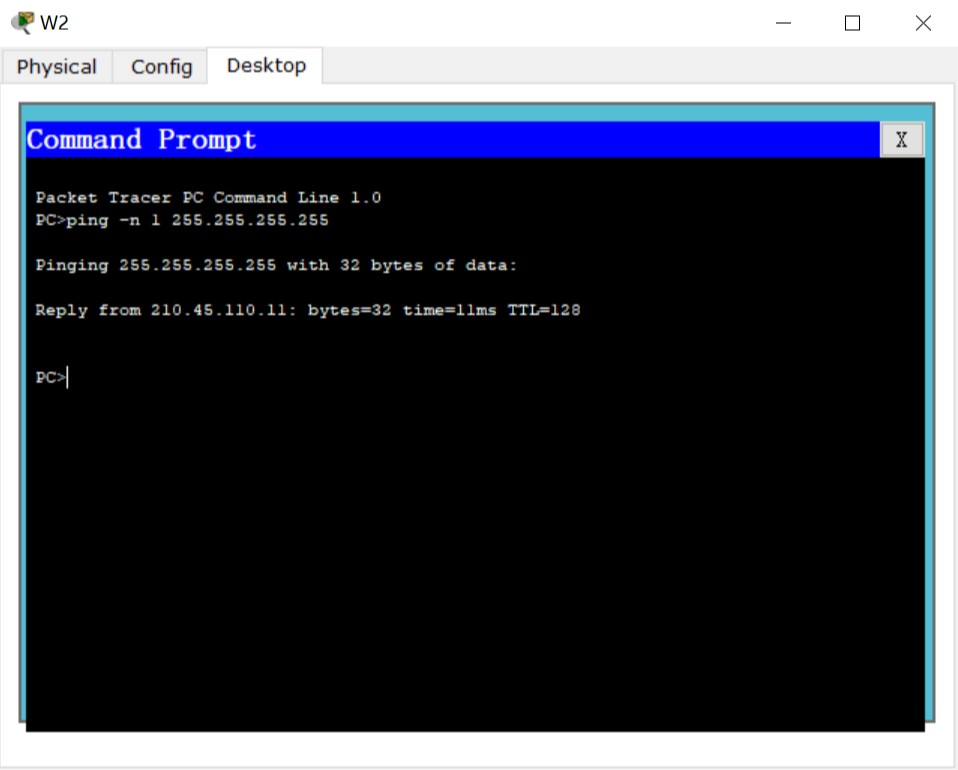 W2
Physical Config Desktop
Command Prompt X
Packet Tracer PC Command Line 1.0
PC>ping -n 1 255.255.255.255
Pinging 255.255.255.255 with 32 bytes of data:
Reply from 210.45.110.11: bytes=32 time=11ms TTL=128
PC>